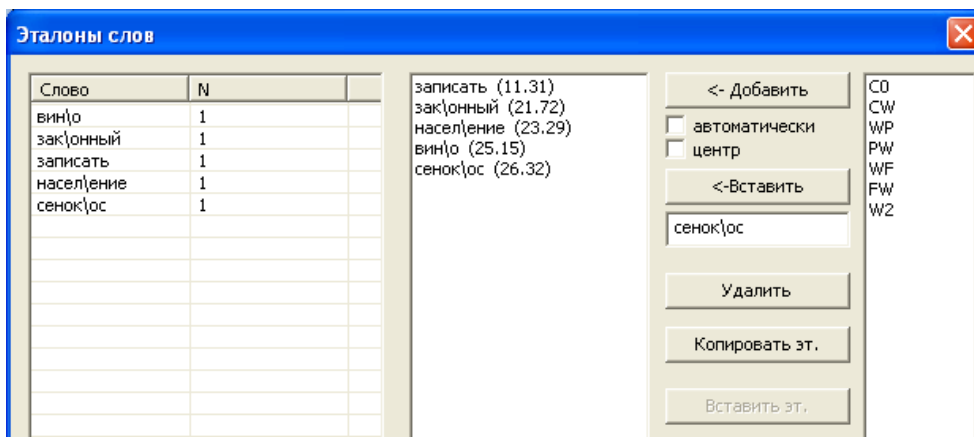 Эталоны слов
Слово N
вин\о 1
зак\онный 1
записать 1
насел\ение 1
сенок\ос 1
записать (11.31)
зак\онный (21.72)
насел\ение (23.29)
вин\о (25.15)
сенок\ос (26.32)
<- Добавить
автоматически
центр
<-Вставить
сенок\ос
Удалить
Копировать эт.
Вставить эт.
C0
CW
WP
PW
WF
FW
W2